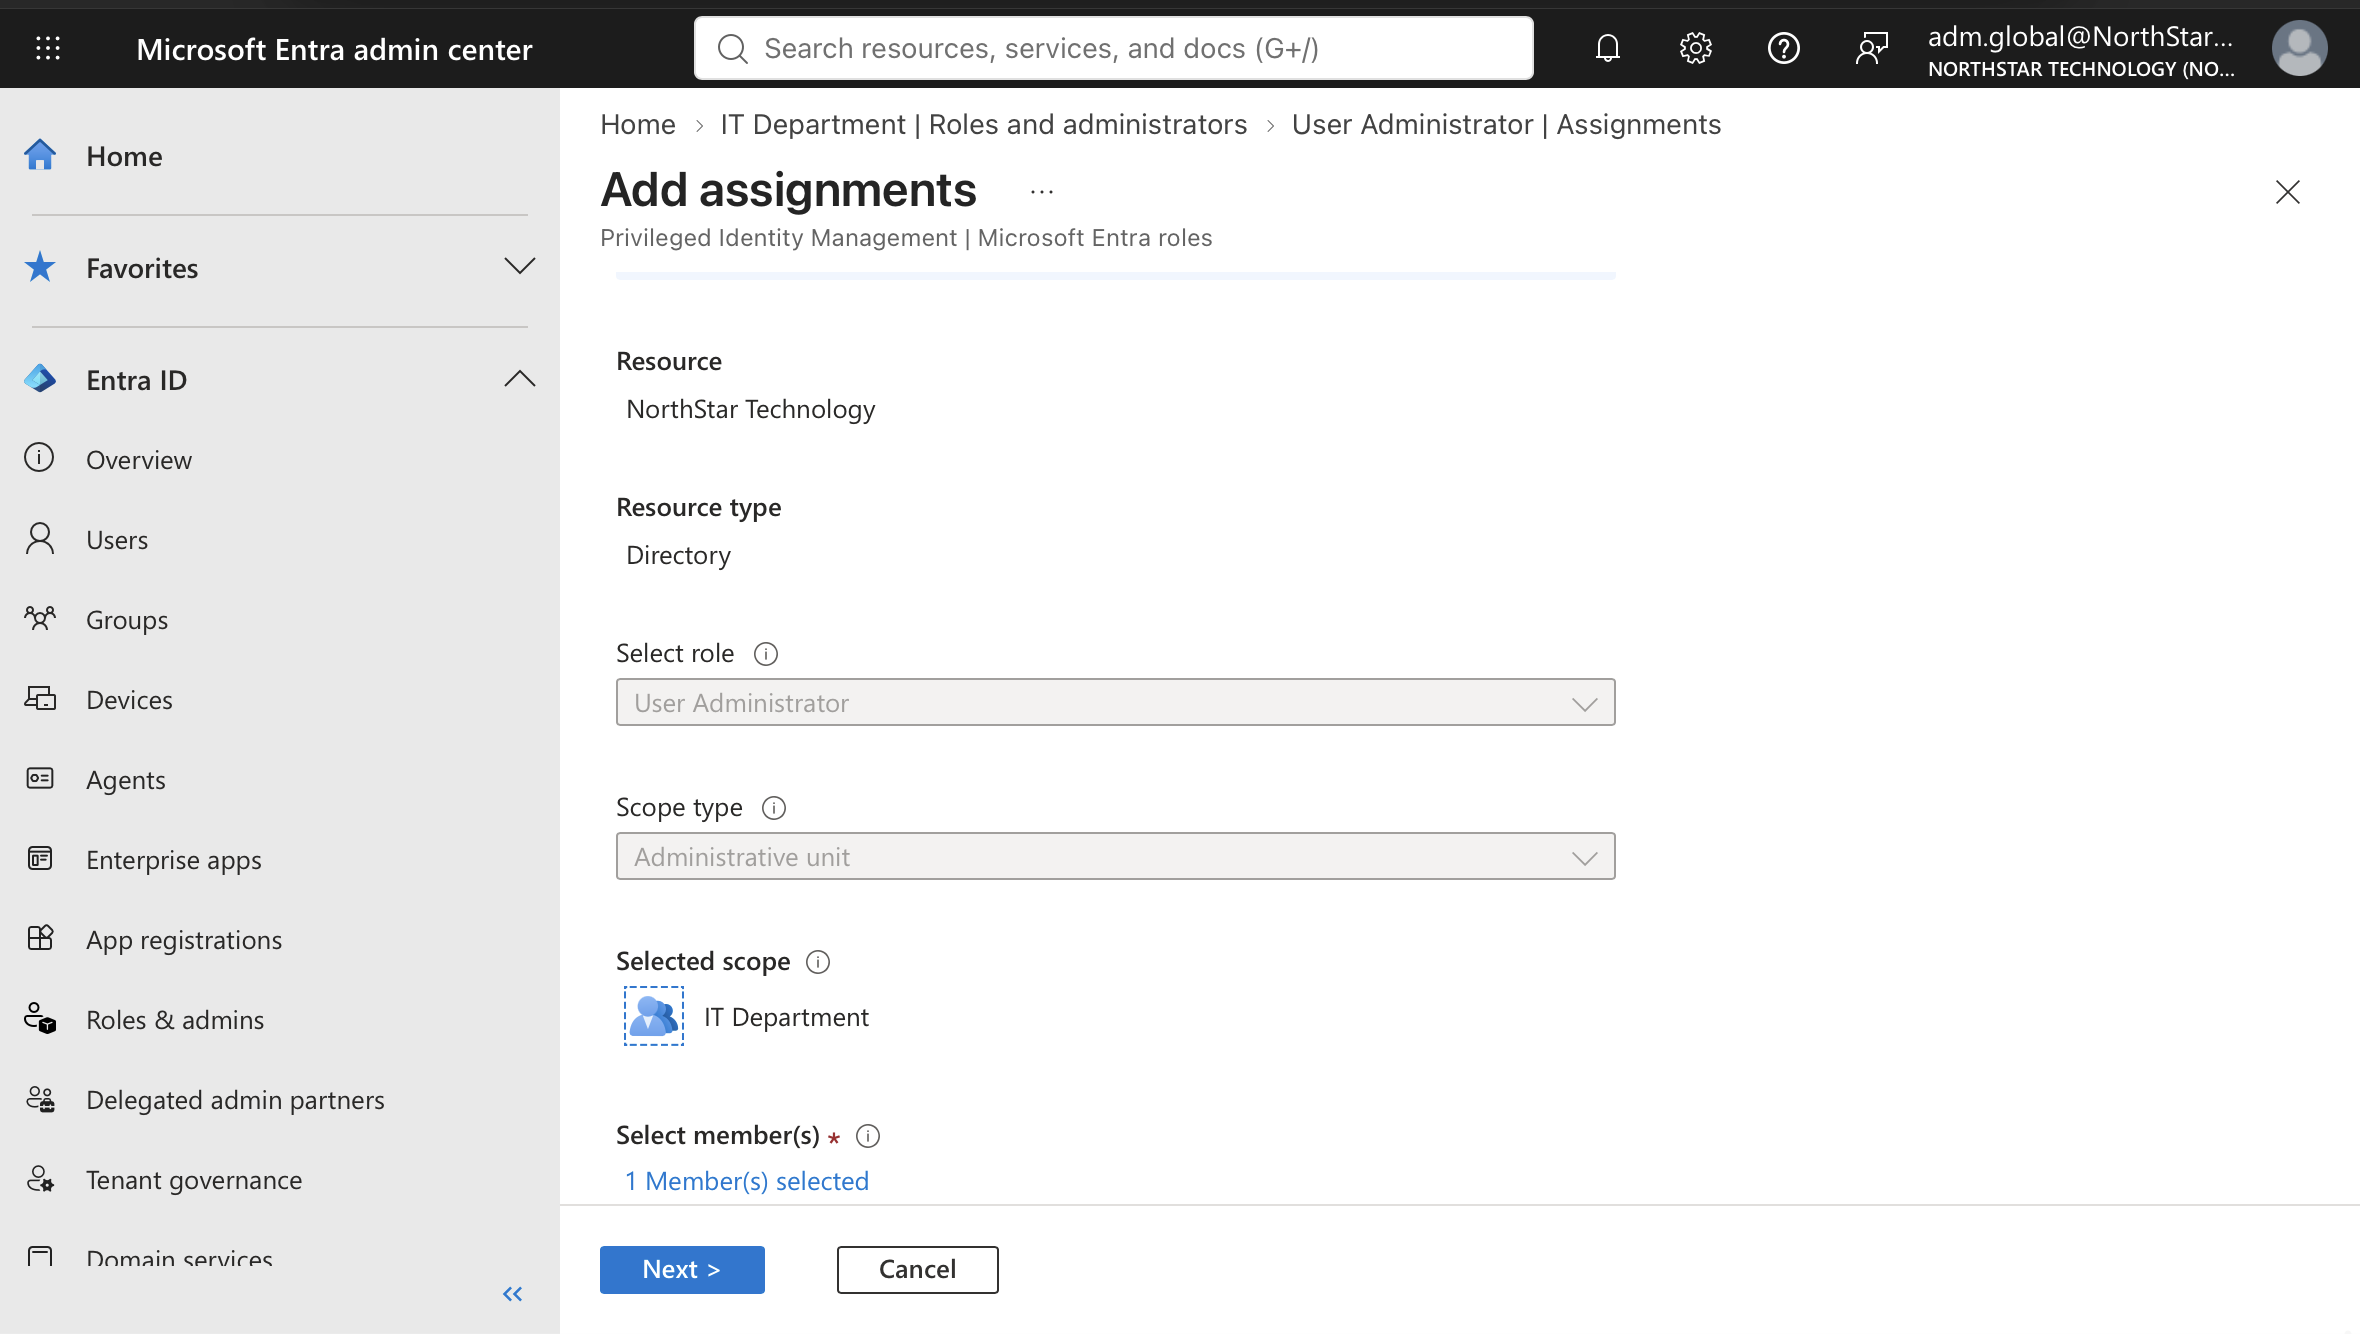 Microsoft Entra admin center
Search resources, services, and docs (G+/)
adm.global@NorthStar...
NORTHSTAR TECHNOLOGY (NO...
Home
Favorites
Entra ID
Overview
Users
Groups
Devices
Agents
Enterprise apps
App registrations
Roles & admins
Delegated admin partners
Tenant governance
Domain services
Home > IT Department | Roles and administrators > User Administrator | Assignments
Add assignments ...
Privileged Identity Management | Microsoft Entra roles
Resource
NorthStar Technology
Resource type
Directory
Select role
User Administrator
Scope type
Administrative unit
Selected scope
IT Department
Select member(s) *
1 Member(s) selected
Next > Cancel